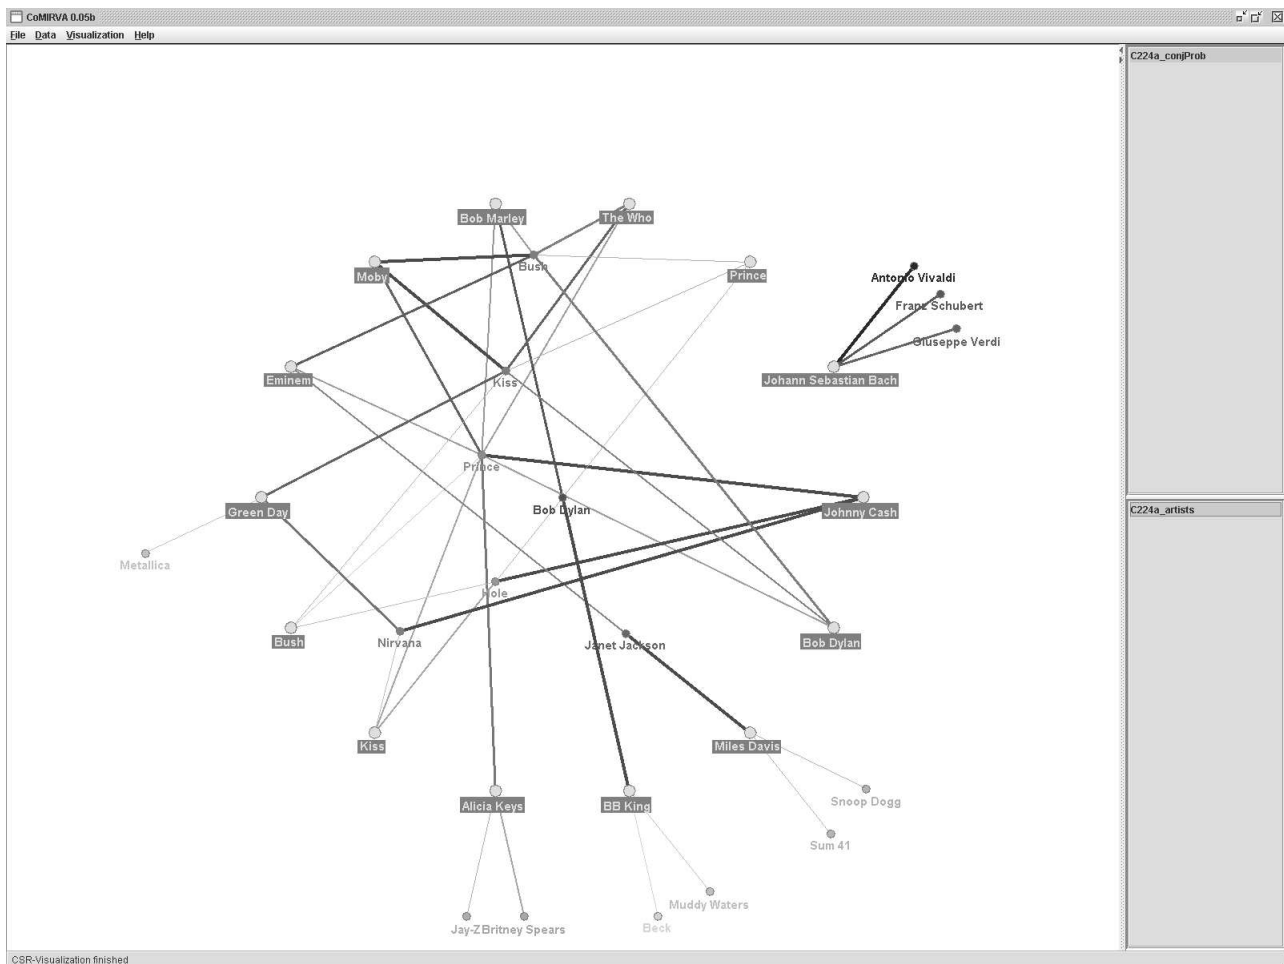 CoMIRVA 0.05b
File Data Visualization Help
C224a_conjProb
Bob Marley
The Who
Bush
Moby
Prince
Antonio Vivaldi
Franz Schubert
Giuseppe Verdi
Eminem
Kiss
Johann Sebastian Bach
Prince
Green Day
Bob Dylan
Johnny Cash
C224a_artists
Metallica
Hole
Bush
Nirvana
Janet Jackson
Bob Dylan
Kiss
Miles Davis
Alicia Keys
BB King
Snoop Dogg
Sum 41
Muddy Waters
Jay-Z
Britney Spears
Beck
CSR-Visualization finished